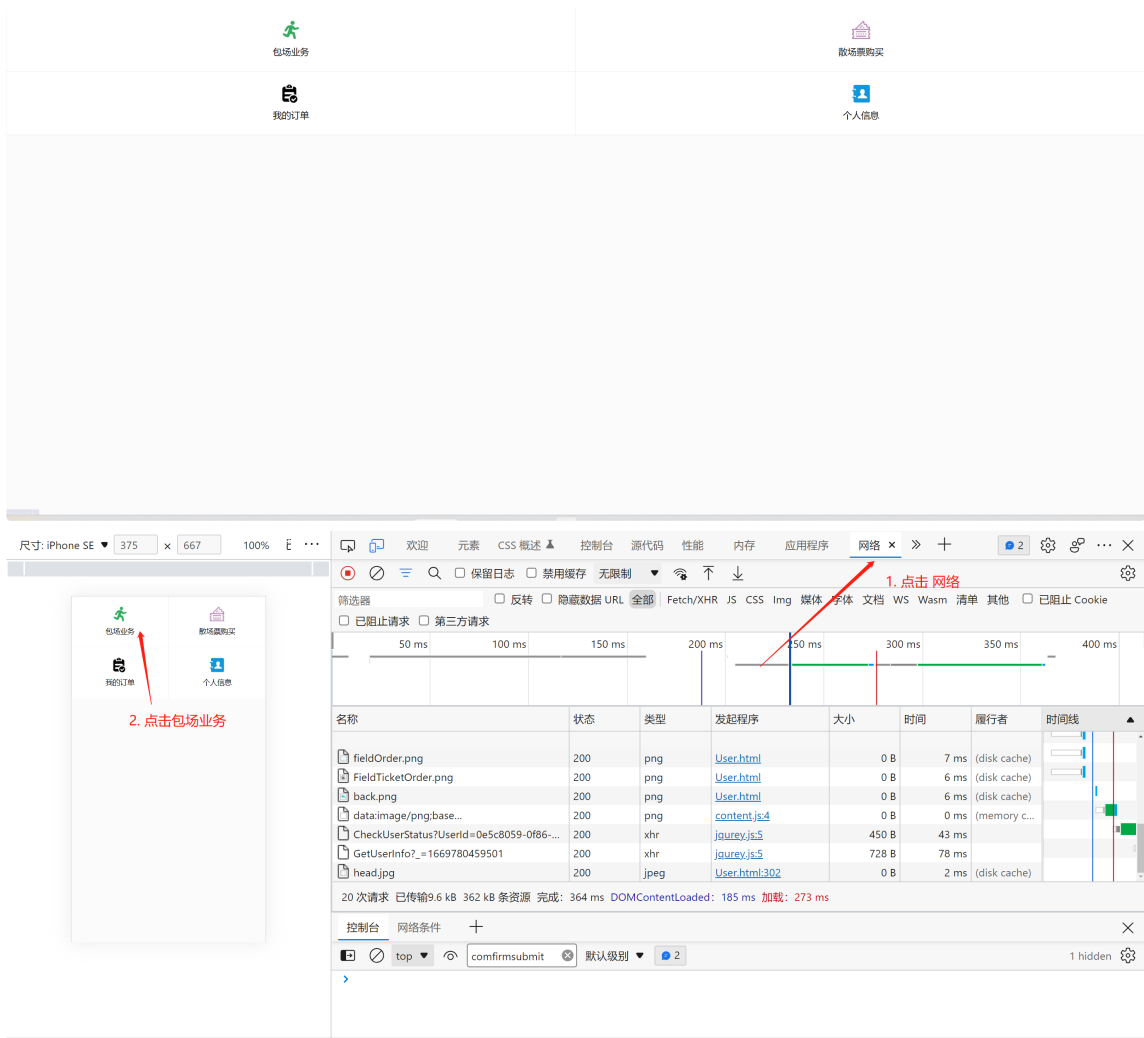 包场业务 散场票购买
我的订单 个人信息
尺寸: iPhone SE ▼ 375 × 667 100% ⋯
欢迎 元素 CSS 概述 控制台 源代码 性能 内存 应用程序 网络 × » + 2 ⋯ ×
保留日志 禁用缓存 无限制 ▼
1. 点击 网络
筛选器 反转 隐藏数据 URL 全部 Fetch/XHR JS CSS Img 媒体 字体 文档 WS Wasm 清单 其他 已阻止 Cookie
已阻止请求 第三方请求
50 ms 100 ms 150 ms 200 ms 250 ms 300 ms 350 ms 400 ms
包场业务 散场票购买
我的订单 个人信息
2. 点击包场业务
名称 状态 类型 发起程序 大小 时间 履行者 时间线 ▲
fieldOrder.png 200 png User.html 0 B 7 ms (disk cache)
FieldTicketOrder.png 200 png User.html 0 B 6 ms (disk cache)
back.png 200 png User.html 0 B 6 ms (disk cache)
data:image/png;base... 200 png content.js:4 0 B 0 ms (memory c...
CheckUserStatus?UserId=0e5c8059-0f86-... 200 xhr jqurey.js:5 450 B 43 ms
GetUserInfo?_=1669780459501 200 xhr jqurey.js:5 728 B 78 ms
head.jpg 200 jpeg User.html:302 0 B 2 ms (disk cache)
20 次请求 已传输9.6 kB 362 kB 条资源 完成: 364 ms DOMContentLoaded: 185 ms 加载: 273 ms
控制台 网络条件 + ×
top ▼ comfirmsubmit 默认级别 ▼ 2 1 hidden